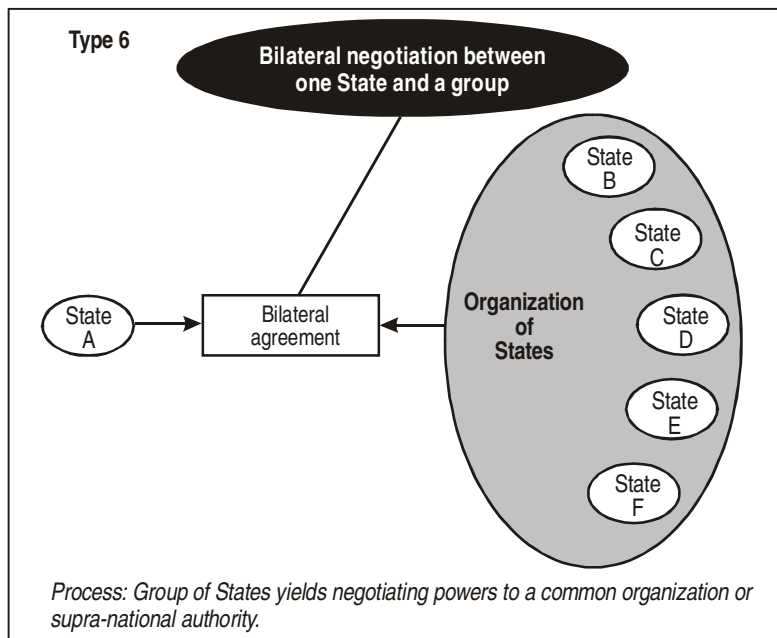 Type 6
Bilateral negotiation between
one State and a group
State
B
State
C
Organization
of
States
State
D
State
A
Bilateral
agreement
State
E
State
F
Process: Group of States yields negotiating powers to a common organization or
supra-national authority.